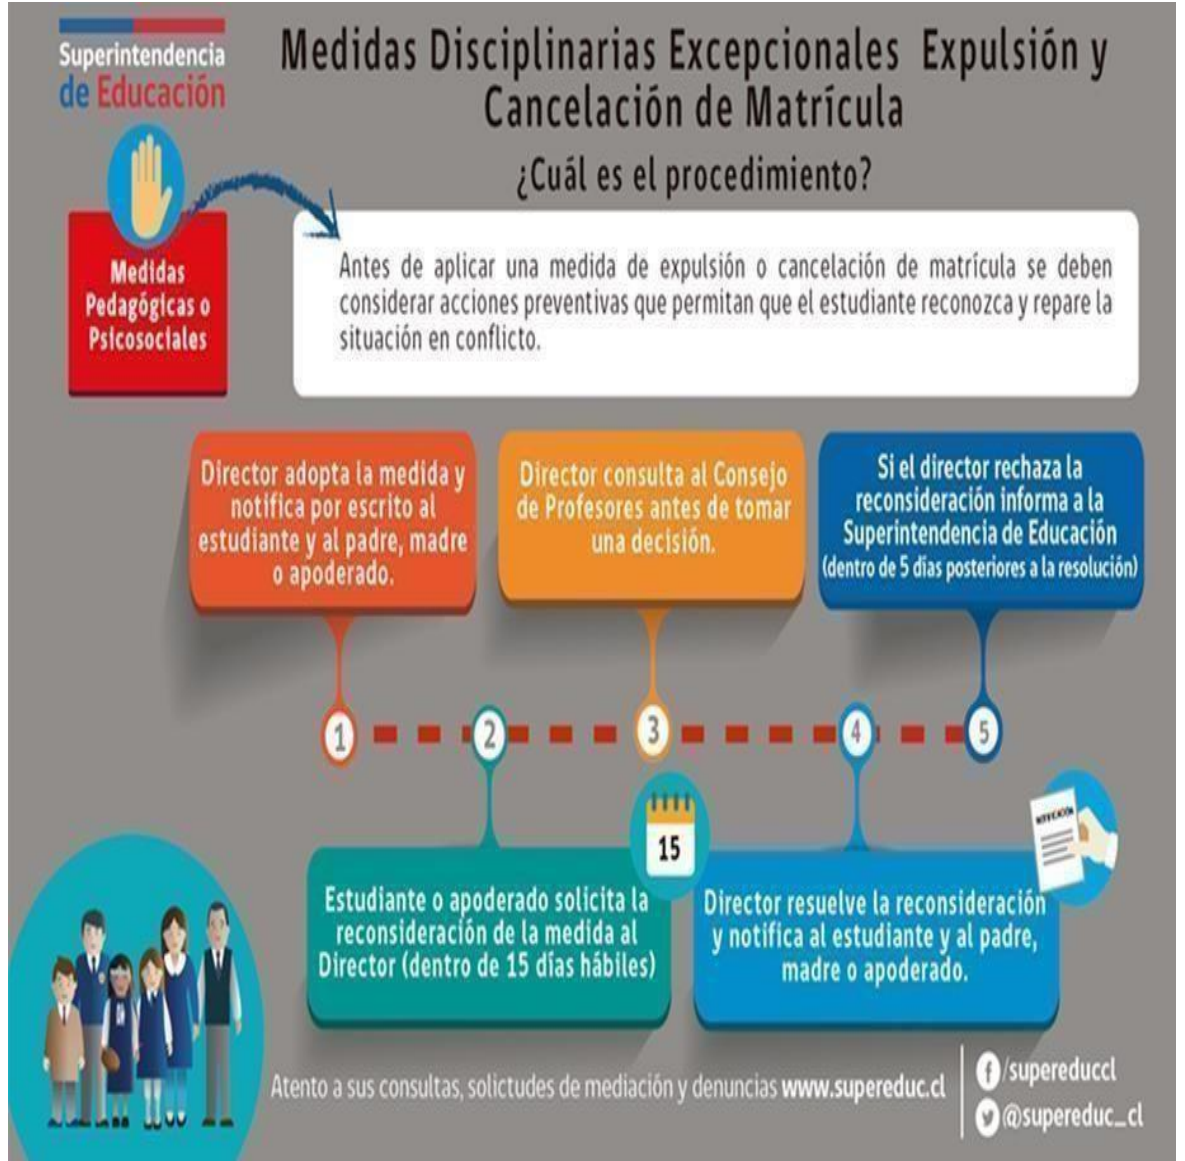 Superintendencia
de Educación
Medidas Disciplinarias Excepcionales Expulsión y
Cancelación de Matrícula
¿Cuál es el procedimiento?
Medidas
Pedagógicas o
Psicosociales
Antes de aplicar una medida de expulsión o cancelación de matrícula se deben
considerar acciones preventivas que permitan que el estudiante reconozca y repare la
situación en conflicto.
Director adopta la medida y
notifica por escrito al
estudiante y al padre, madre
o apoderado.
Director consulta al Consejo
de Profesores antes de tomar
una decisión.
Si el director rechaza la
reconsideración informa a la
Superintendencia de Educación
(dentro de 5 días posteriores a la resolución)
1
2
3
4
5
15
NOTIFICACIÓN
Estudiante o apoderado solicita la
reconsideración de la medida al
Director (dentro de 15 días hábiles)
Director resuelve la reconsideración
y notifica al estudiante y al padre,
madre o apoderado.
Atento a sus consultas, solictudes de mediación y denuncias www.supereduc.cl
/supereduccl
@supereduc_cl